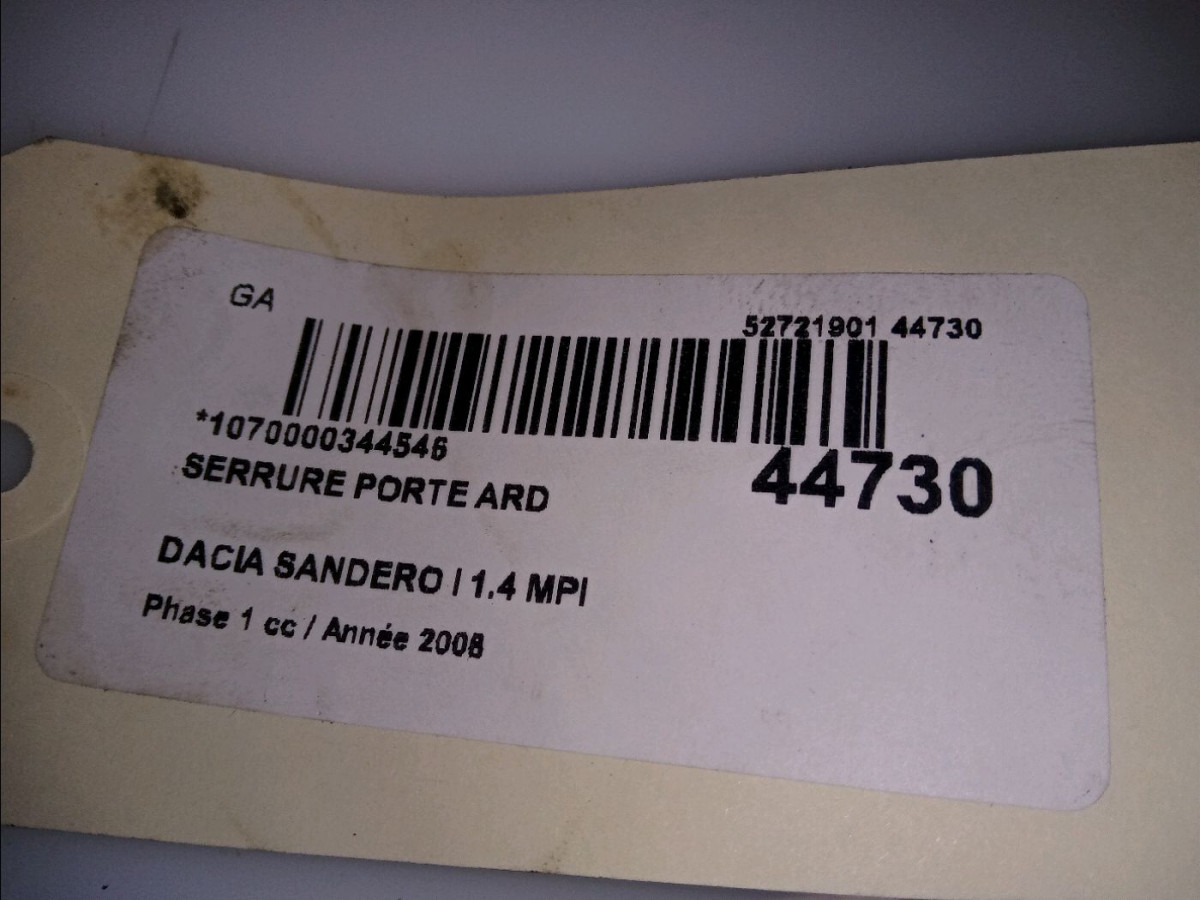 GA
52721901 44730
*1070000344546
44730
SERRURE PORTE ARD
DACIA SANDERO I 1.4 MPI
Phase 1 cc / Année 2008